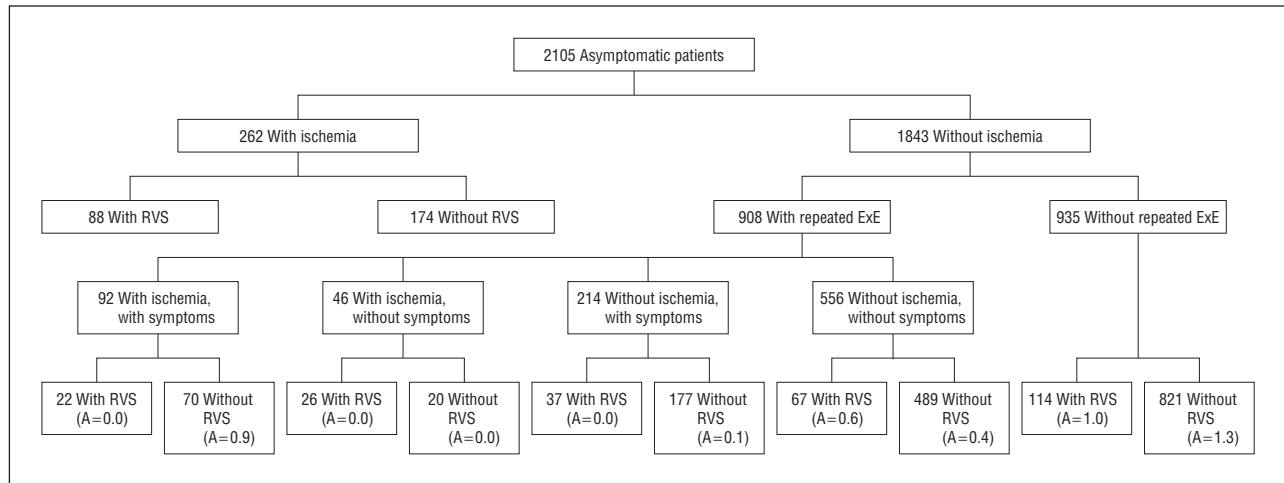 2105 Asymptomatic patients
262 With ischemia
1843 Without ischemia
88 With RVS
174 Without RVS
908 With repeated ExE
935 Without repeated ExE
92 With ischemia,
with symptoms
46 With ischemia,
without symptoms
214 Without ischemia,
with symptoms
556 Without ischemia,
without symptoms
22 With RVS
(A=0.0)
70 Without
RVS
(A=0.9)
26 With RVS
(A=0.0)
20 Without
RVS
(A=0.0)
37 With RVS
(A=0.0)
177 Without
RVS
(A=0.1)
67 With RVS
(A=0.6)
489 Without
RVS
(A=0.4)
114 With RVS
(A=1.0)
821 Without
RVS
(A=1.3)